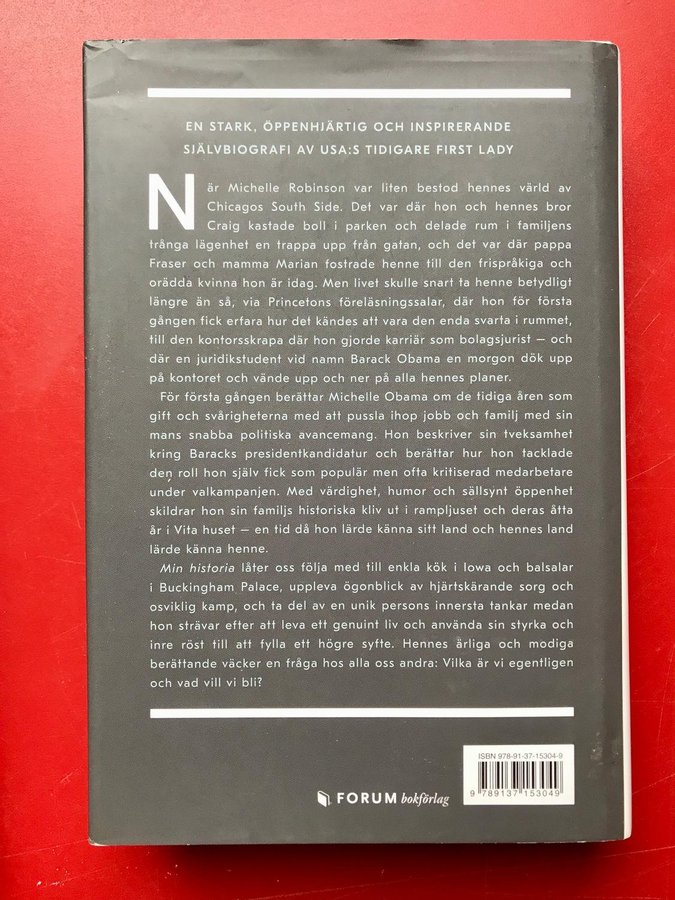 EN STARK, ÖPPENHJÄRTIG OCH INSPIRERANDE
SJÄLVBIOGRAFI AV USA:S TIDIGARE FIRST LADY
När Michelle Robinson var liten bestod hennes värld av
Chicagos South Side. Det var där hon och hennes bror
Craig kastade boll i parken och delade rum i familjens
trånga lägenhet en trappa upp från gatan, och det var där pappa
Fraser och mamma Marian fostrade henne till den frispråkiga och
orädda kvinna hon är idag. Men livet skulle snart ta henne betydligt
längre än så, via Princetons föreläsningssalar, där hon för första
gången fick erfara hur det kändes att vara den enda svarta i rummet,
till den kontorsskrapa där hon gjorde karriär som bolagsjurist – och
där en juridikstudent vid namn Barack Obama en morgon dök upp
på kontoret och vände upp och ner på alla hennes planer.
För första gången berättar Michelle Obama om de tidiga åren som
gift och svårigheterna med att pussla ihop jobb och familj med sin
mans snabba politiska avancemang. Hon beskriver sin tveksamhet
kring Baracks presidentkandidatur och berättar hur hon tacklade
den roll hon själv fick som populär men ofta kritiserad medarbetare
under valkampanjen. Med värdighet, humor och sällsynt öppenhet
skildrar hon sin familjs historiska kliv ut i rampljuset och deras åtta
år i Vita huset – en tid då hon lärde känna sitt land och hennes land
lärde känna henne.
Min historia låter oss följa med till enkla kök i Iowa och balsalar
i Buckingham Palace, uppleva ögonblick av hjärtskärande sorg och
osviklig kamp, och ta del av en unik persons innersta tankar medan
hon strävar efter att leva ett genuint liv och använda sin styrka och
inre röst till att fylla ett högre syfte. Hennes ärliga och modiga
berättande väcker en fråga hos alla oss andra: Vilka är vi egentligen
och vad vill vi bli?
ISBN 978-91-37-15304-9
9 789137 153049
FORUM bokförlag